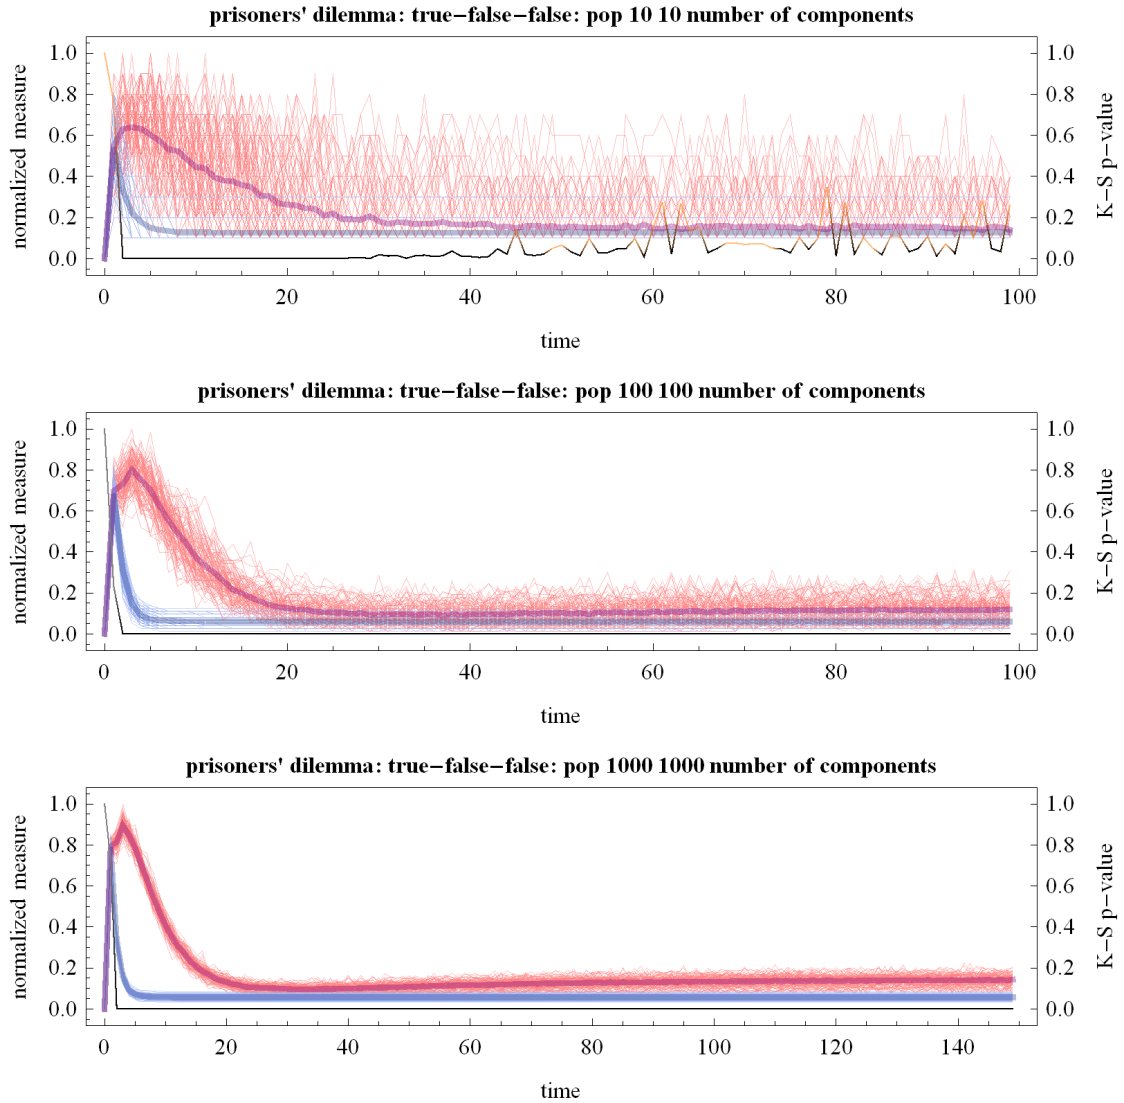 prisoners' dilemma: true−false−false: pop 10 10 number of components
normalized measure
1.0
0.8
0.6
0.4
0.2
0.0
1.0
0.8
0.6
0.4
0.2
0.0
K−S p−value
0 20 40 60 80 100
time
prisoners' dilemma: true−false−false: pop 100 100 number of components
normalized measure
1.0
0.8
0.6
0.4
0.2
0.0
1.0
0.8
0.6
0.4
0.2
0.0
K−S p−value
0 20 40 60 80 100
time
prisoners' dilemma: true−false−false: pop 1000 1000 number of components
normalized measure
1.0
0.8
0.6
0.4
0.2
0.0
1.0
0.8
0.6
0.4
0.2
0.0
K−S p−value
0 20 40 60 80 100 120 140
time